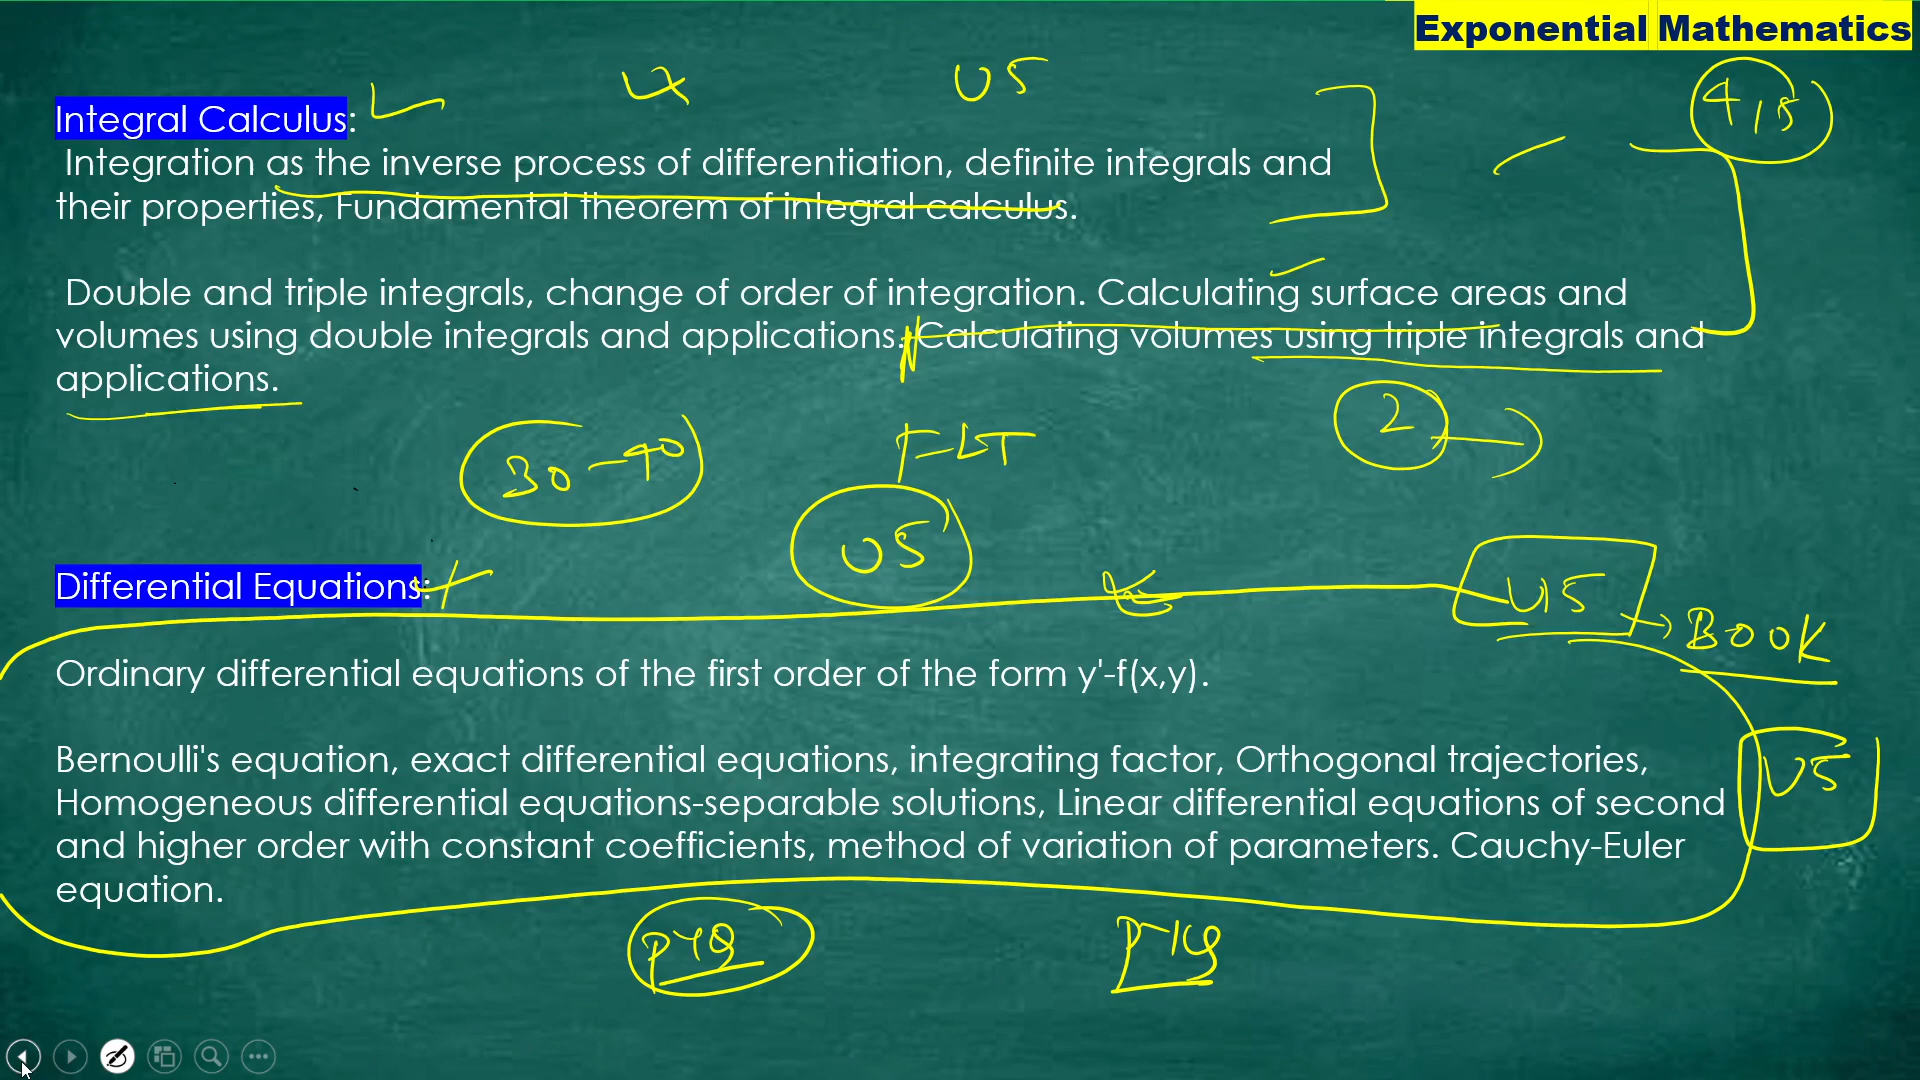 Exponential Mathematics
US
4,5
Integral Calculus:
Integration as the inverse process of differentiation, definite integrals and
their properties, Fundamental theorem of integral calculus.
Double and triple integrals, change of order of integration. Calculating surface areas and
volumes using double integrals and applications. Calculating volumes using triple integrals and
applications.
2
30-40
US
Differential Equations:
US
BOOK
Ordinary differential equations of the first order of the form y'-f(x,y).
Bernoulli's equation, exact differential equations, integrating factor, Orthogonal trajectories,
Homogeneous differential equations-separable solutions, Linear differential equations of second
and higher order with constant coefficients, method of variation of parameters. Cauchy-Euler
equation.
US
PYQ
PYQ